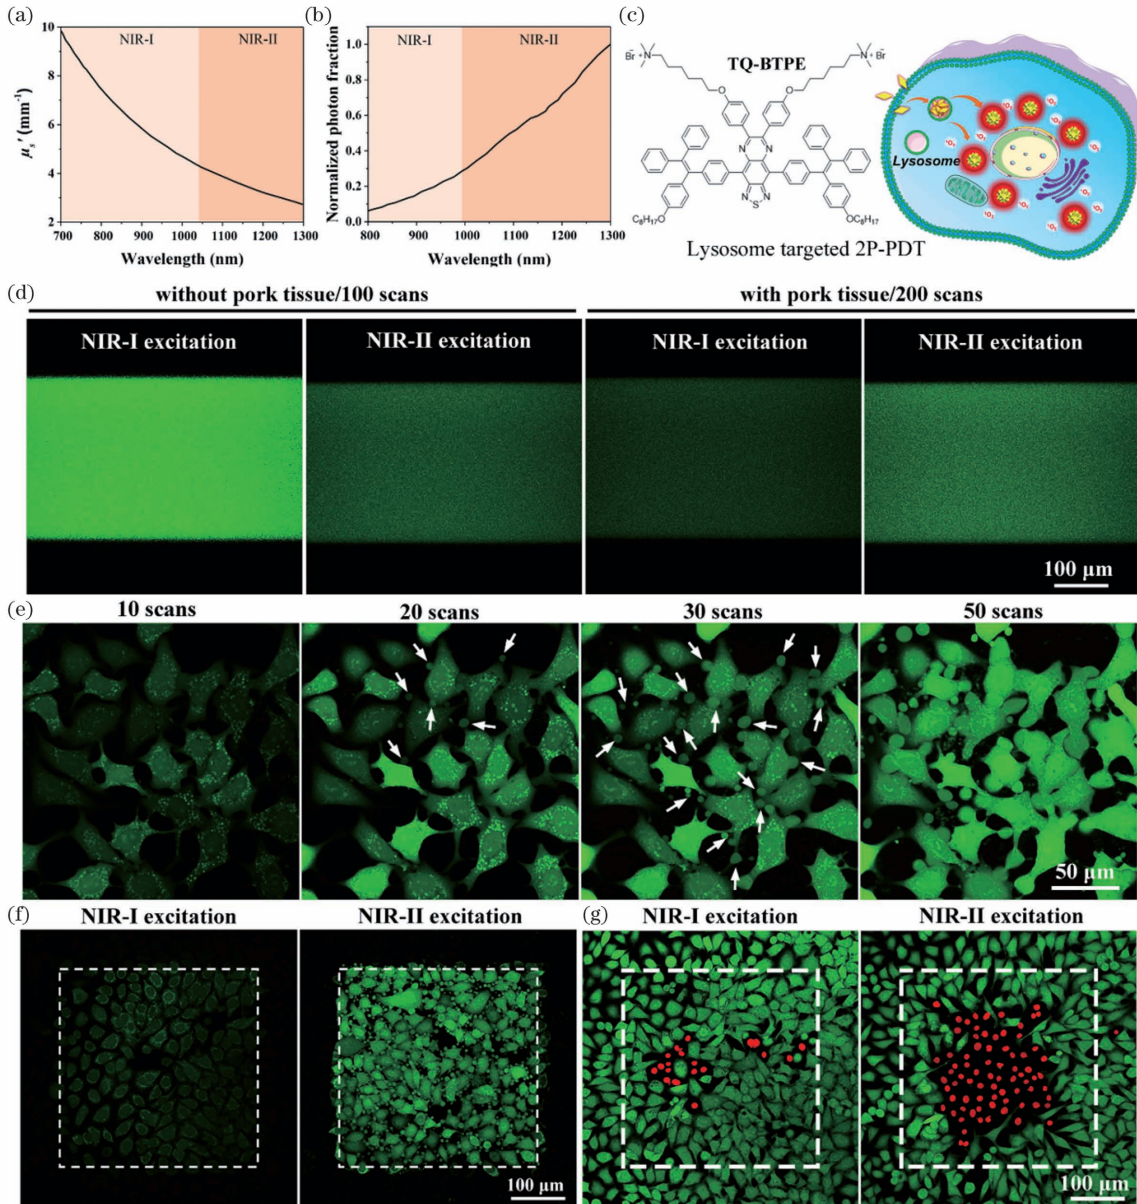 (a)
10
8
6
4
2
μs′ (mm⁻¹)
NIR-I
NIR-II
700 800 900 1000 1100 1200 1300
Wavelength (nm)
(b)
1.0
0.8
0.6
0.4
0.2
0.0
Normalized photon fraction
NIR-I
NIR-II
800 900 1000 1100 1200 1300
Wavelength (nm)
(c)
TQ-BTPE
Br⁻
N⁺
N⁺
Br⁻
O
O
N
N
N
N
S
C₈H₁₇O
OC₈H₁₇
Lysosome
¹O₂
Lysosome targeted 2P-PDT
(d)
without pork tissue/100 scans
with pork tissue/200 scans
NIR-I excitation
NIR-II excitation
NIR-I excitation
NIR-II excitation
100 μm
(e)
10 scans
20 scans
30 scans
50 scans
50 μm
(f)
NIR-I excitation
NIR-II excitation
100 μm
(g)
NIR-I excitation
NIR-II excitation
100 μm